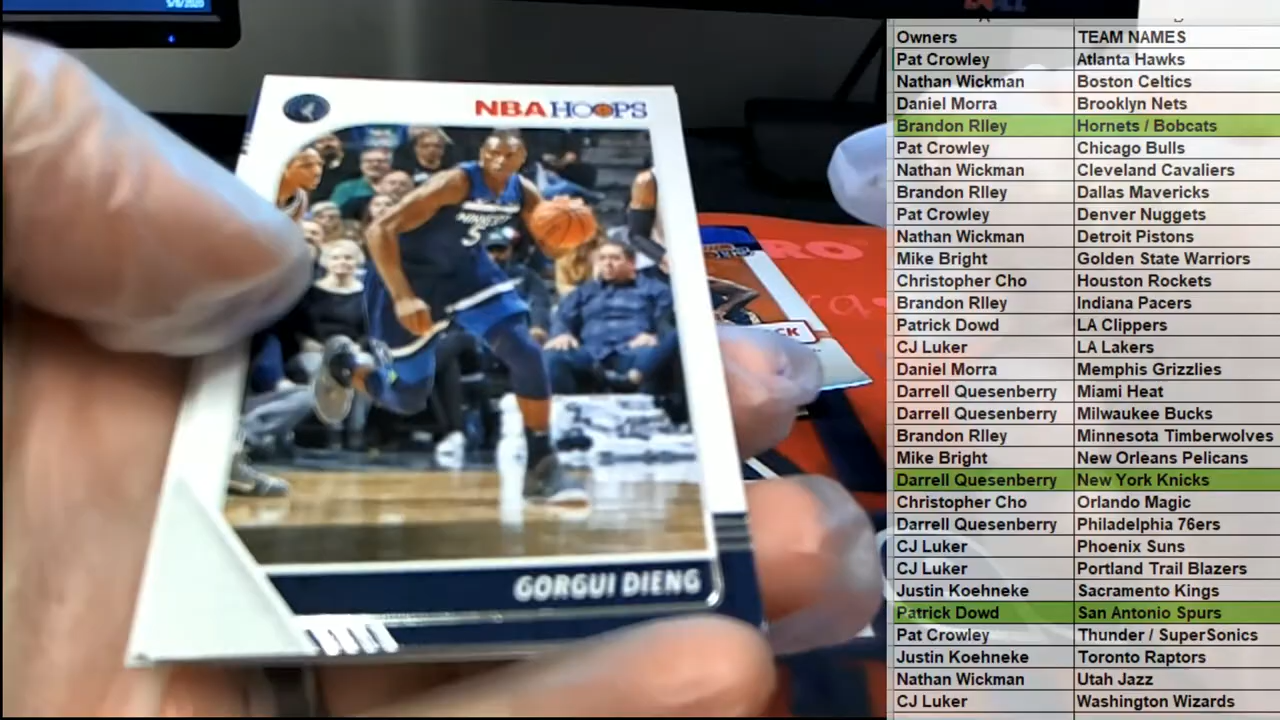 5/6/2020
NBA HOOPS
MINNESOTA
5
GORGUI DIENG
Owners TEAM NAMES
Pat Crowley Atlanta Hawks
Nathan Wickman Boston Celtics
Daniel Morra Brooklyn Nets
Brandon RIley Hornets / Bobcats
Pat Crowley Chicago Bulls
Nathan Wickman Cleveland Cavaliers
Brandon RIley Dallas Mavericks
Pat Crowley Denver Nuggets
Nathan Wickman Detroit Pistons
Mike Bright Golden State Warriors
Christopher Cho Houston Rockets
Brandon RIley Indiana Pacers
Patrick Dowd LA Clippers
CJ Luker LA Lakers
Daniel Morra Memphis Grizzlies
Darrell Quesenberry Miami Heat
Darrell Quesenberry Milwaukee Bucks
Brandon RIley Minnesota Timberwolves
Mike Bright New Orleans Pelicans
Darrell Quesenberry New York Knicks
Christopher Cho Orlando Magic
Darrell Quesenberry Philadelphia 76ers
CJ Luker Phoenix Suns
CJ Luker Portland Trail Blazers
Justin Koehneke Sacramento Kings
Patrick Dowd San Antonio Spurs
Pat Crowley Thunder / SuperSonics
Justin Koehneke Toronto Raptors
Nathan Wickman Utah Jazz
CJ Luker Washington Wizards